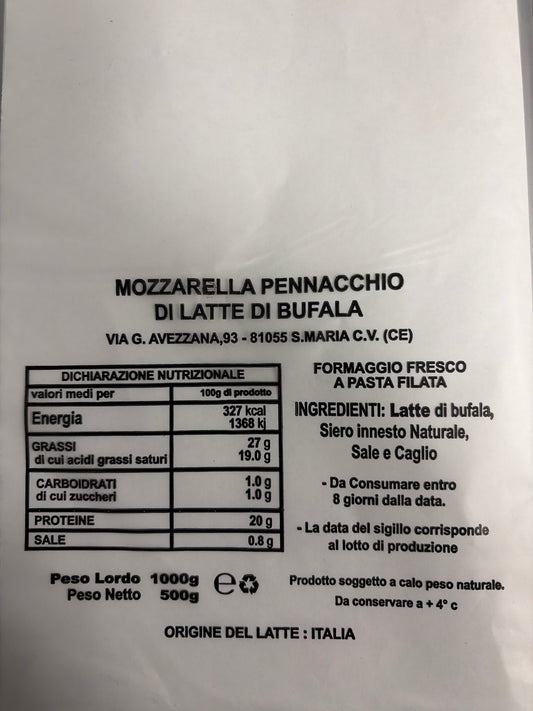 MOZZARELLA PENNACCHIO
DI LATTE DI BUFALA
VIA G. AVEZZANA,93 - 81055 S.MARIA C.V. (CE)
DICHIARAZIONE NUTRIZIONALE
valori medi per 100g di prodotto
Energia 327 kcal
1368 kj
GRASSI 27 g
di cui acidi grassi saturi 19.0 g
CARBOIDRATI 1.0 g
di cui zuccheri 1.0 g
PROTEINE 20 g
SALE 0.8 g
FORMAGGIO FRESCO
A PASTA FILATA
INGREDIENTI: Latte di bufala,
Siero innesto Naturale,
Sale e Caglio
- Da Consumare entro
8 giorni dalla data.
- La data del sigillo corrisponde
al lotto di produzione
Peso Lordo 1000g e
Peso Netto 500g
Prodotto soggetto a calo peso naturale.
Da conservare a + 4° c
ORIGINE DEL LATTE : ITALIA